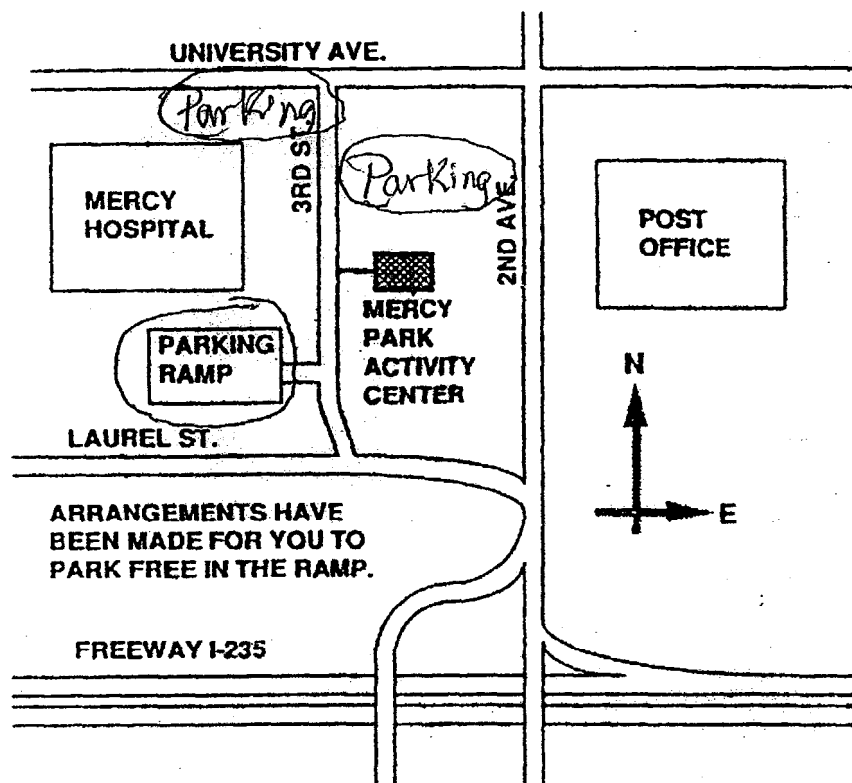 UNIVERSITY AVE.
Parking
3RD ST.
Parking
2ND AVE.
MERCY
HOSPITAL
POST
OFFICE
MERCY
PARK
ACTIVITY
CENTER
PARKING
RAMP
N
E
LAUREL ST.
ARRANGEMENTS HAVE
BEEN MADE FOR YOU TO
PARK FREE IN THE RAMP.
FREEWAY I-235